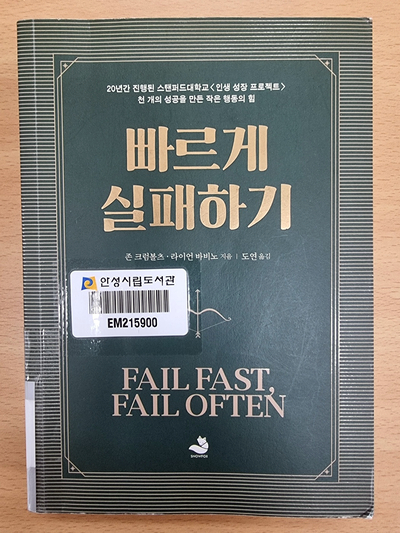 20년간 진행된 스탠퍼드대학교 <인생 성장 프로젝트>
천 개의 성공을 만든 작은 행동의 힘
빠르게
실패하기
존 크럼볼츠 · 라이언 바비노 지음 | 도연 옮김
안성시립도서관
EM215900
FAIL FAST,
FAIL OFTEN
SNOWFOX